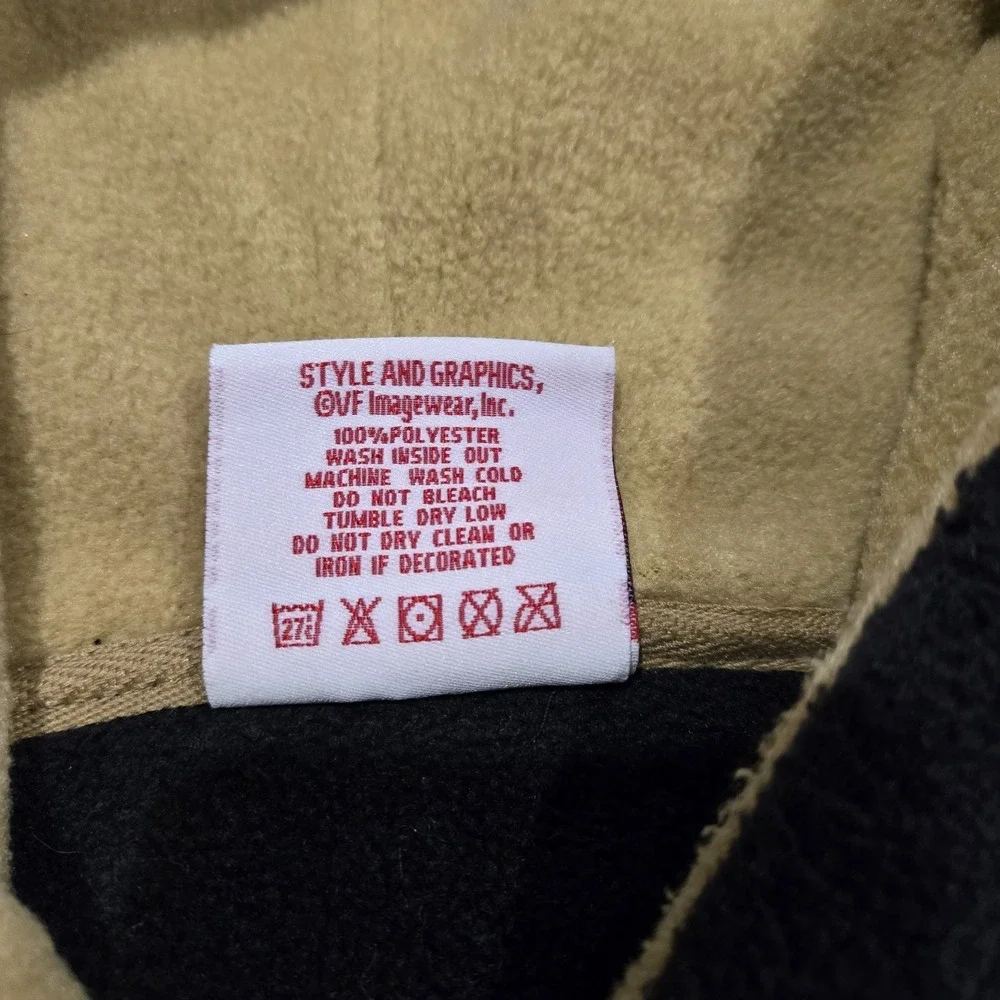 STYLE AND GRAPHICS,
©VF Imagewear, Inc.
100% POLYESTER
WASH INSIDE OUT
MACHINE WASH COLD
DO NOT BLEACH
TUMBLE DRY LOW
DO NOT DRY CLEAN OR
IRON IF DECORATED
27°C